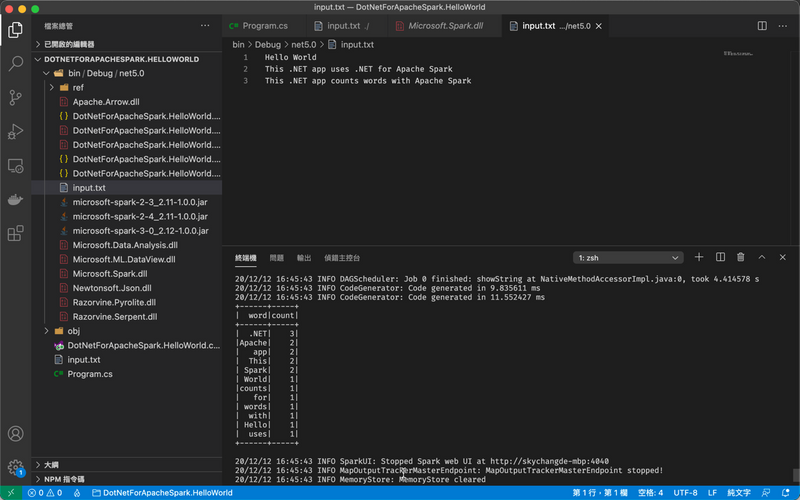 input.txt — DotNetForApacheSpark.HelloWorld
檔案總管
Program.cs
input.txt ./
Microsoft.Spark.dll
input.txt .../net5.0
已開啟的編輯器
bin > Debug > net5.0 > input.txt
DOTNETFORAPACHESPARK.HELLOWORLD
bin / Debug / net5.0
ref
Apache.Arrow.dll
DotNetForApacheSpark.HelloWorld....
DotNetForApacheSpark.HelloWorld....
DotNetForApacheSpark.HelloWorld....
DotNetForApacheSpark.HelloWorld....
DotNetForApacheSpark.HelloWorld....
input.txt
microsoft-spark-2-3_2.11-1.0.0.jar
microsoft-spark-2-4_2.11-1.0.0.jar
microsoft-spark-3-0_2.12-1.0.0.jar
Microsoft.Data.Analysis.dll
Microsoft.ML.DataView.dll
Microsoft.Spark.dll
Newtonsoft.Json.dll
Razorvine.Pyrolite.dll
Razorvine.Serpent.dll
obj
DotNetForApacheSpark.HelloWorld.c...
input.txt
Program.cs
大綱
NPM 指令碼
1 Hello World
2 This .NET app uses .NET for Apache Spark
3 This .NET app counts words with Apache Spark
終端機 問題 輸出 偵錯主控台
1: zsh
20/12/12 16:45:43 INFO DAGScheduler: Job 0 finished: showString at NativeMethodAccessorImpl.java:0, took 4.414578 s
20/12/12 16:45:43 INFO CodeGenerator: Code generated in 9.835611 ms
20/12/12 16:45:43 INFO CodeGenerator: Code generated in 11.552427 ms
+------+-----+
| word|count|
+------+-----+
| .NET| 3|
|Apache| 2|
| app| 2|
| This| 2|
| Spark| 2|
| World| 1|
|counts| 1|
| for| 1|
| words| 1|
| with| 1|
| Hello| 1|
| uses| 1|
+------+-----+
20/12/12 16:45:43 INFO SparkUI: Stopped Spark web UI at http://skychangde-mbp:4040
20/12/12 16:45:43 INFO MapOutputTrackerMasterEndpoint: MapOutputTrackerMasterEndpoint stopped!
20/12/12 16:45:43 INFO MemoryStore: MemoryStore cleared
0 0
DotNetForApacheSpark.HelloWorld
第 1 行，第 1 欄 空格: 4 UTF-8 LF 純文字